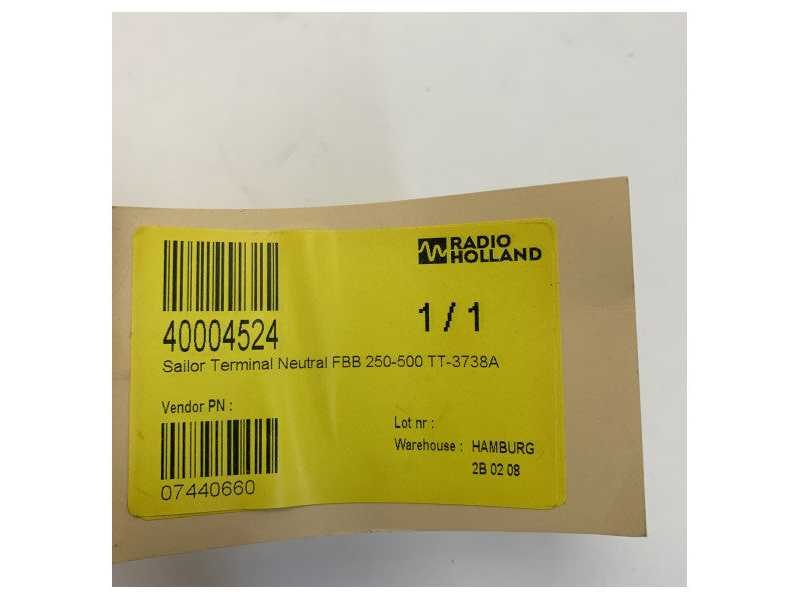 RADIO
HOLLAND
40004524
1 / 1
Sailor Terminal Neutral FBB 250-500 TT-3738A
Vendor PN :
Lot nr :
Warehouse : HAMBURG
2B 02 08
07440660